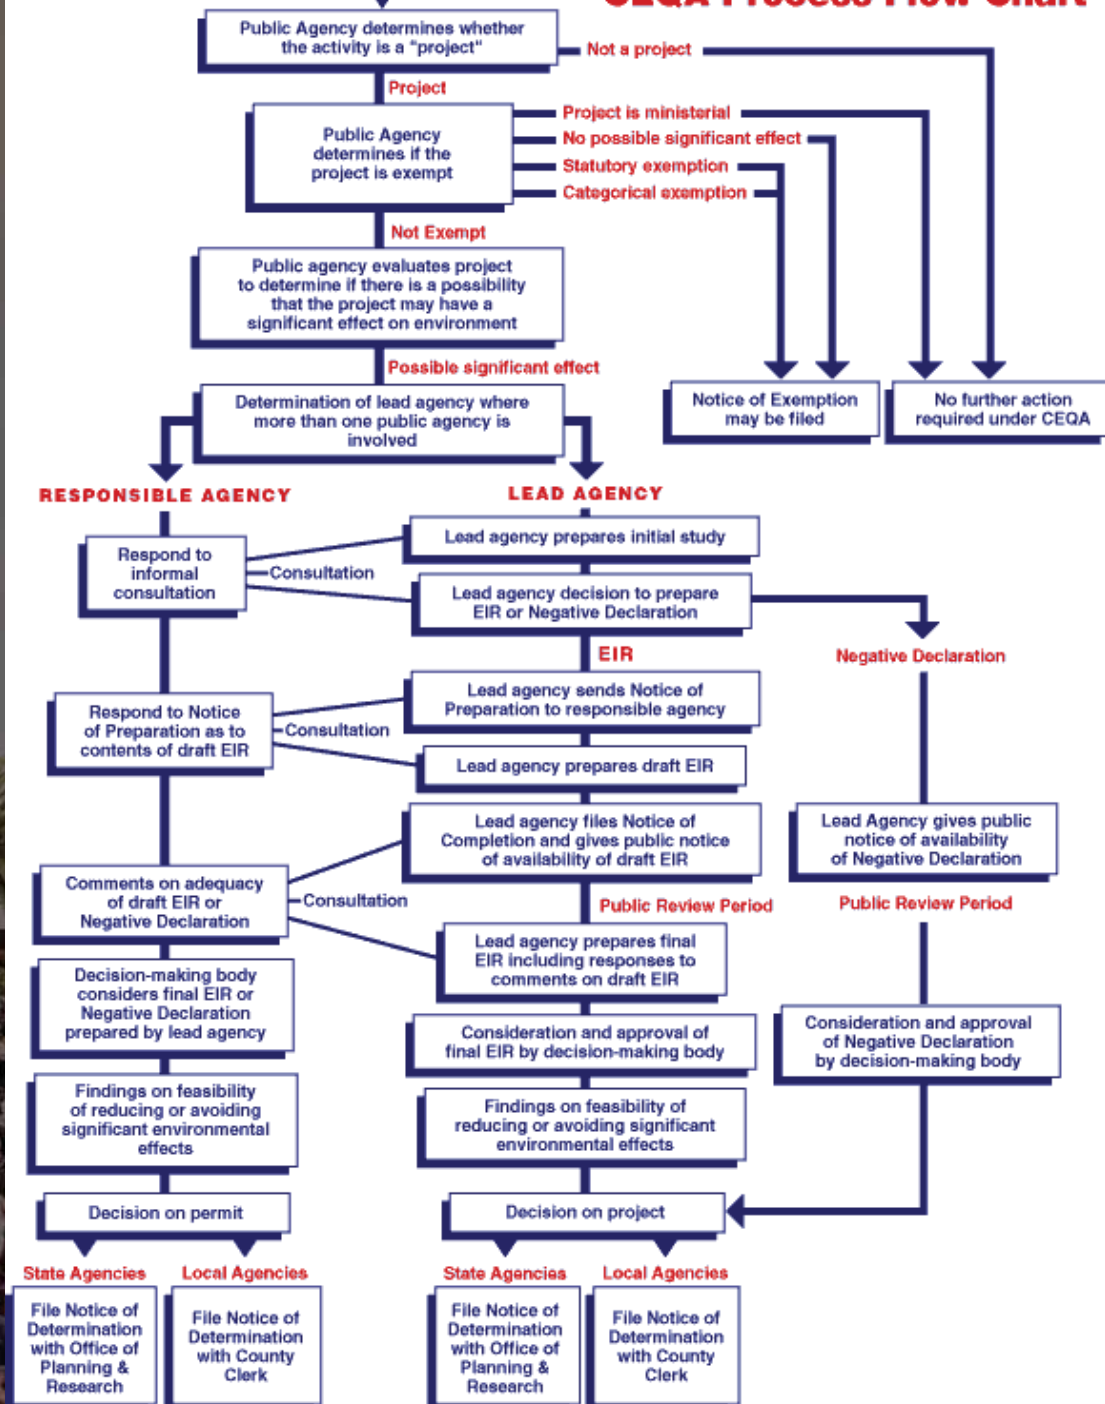 CEQA Process Flow Chart
Public Agency determines whether
the activity is a "project"
Not a project
Project
Public Agency
determines if the
project is exempt
Project is ministerial
No possible significant effect
Statutory exemption
Categorical exemption
Not Exempt
Public agency evaluates project
to determine if there is a possibility
that the project may have a
significant effect on environment
Possible significant effect
Determination of lead agency where
more than one public agency is
involved
Notice of Exemption
may be filed
No further action
required under CEQA
RESPONSIBLE AGENCY
LEAD AGENCY
Respond to
informal
consultation
Consultation
Lead agency prepares initial study
Lead agency decision to prepare
EIR or Negative Declaration
EIR
Negative Declaration
Respond to Notice
of Preparation as to
contents of draft EIR
Consultation
Lead agency sends Notice of
Preparation to responsible agency
Lead agency prepares draft EIR
Lead agency files Notice of
Completion and gives public notice
of availability of draft EIR
Lead Agency gives public
notice of availability
of Negative Declaration
Comments on adequacy
of draft EIR or
Negative Declaration
Consultation
Public Review Period
Public Review Period
Lead agency prepares final
EIR including responses to
comments on draft EIR
Decision-making body
considers final EIR or
Negative Declaration
prepared by lead agency
Consideration and approval of
final EIR by decision-making body
Consideration and approval
of Negative Declaration
by decision-making body
Findings on feasibility
of reducing or avoiding
significant environmental
effects
Findings on feasibility of
reducing or avoiding significant
environmental effects
Decision on permit
Decision on project
State Agencies
Local Agencies
State Agencies
Local Agencies
File Notice of
Determination
with Office of
Planning &
Research
File Notice of
Determination
with County
Clerk
File Notice of
Determination
with Office of
Planning &
Research
File Notice of
Determination
with County
Clerk